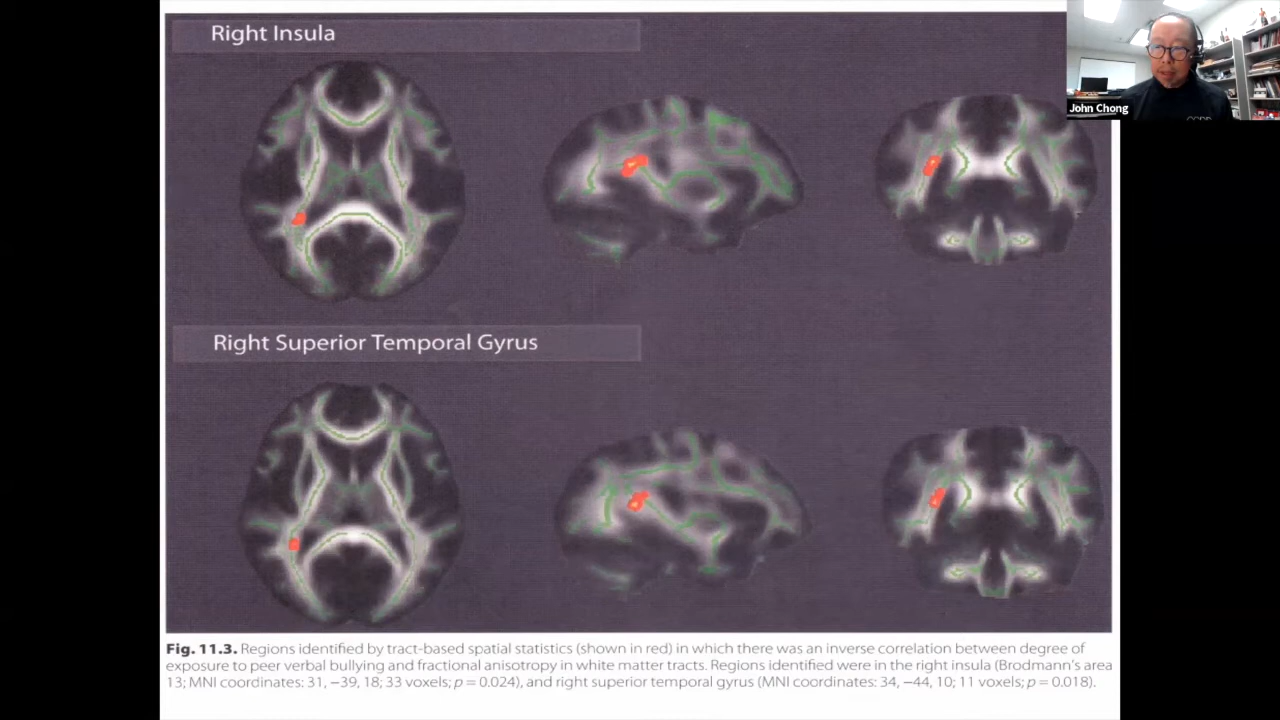 Right Insula
John Chong
Right Superior Temporal Gyrus
Fig. 11.3. Regions identified by tract-based spatial statistics (shown in red) in which there was an inverse correlation between degree of
exposure to peer verbal bullying and fractional anisotropy in white matter tracts. Regions identified were in the right insula (Brodmann's area
13; MNI coordinates: 31, −39, 18; 33 voxels; p = 0.024), and right superior temporal gyrus (MNI coordinates: 34, −44, 10; 11 voxels; p = 0.018).